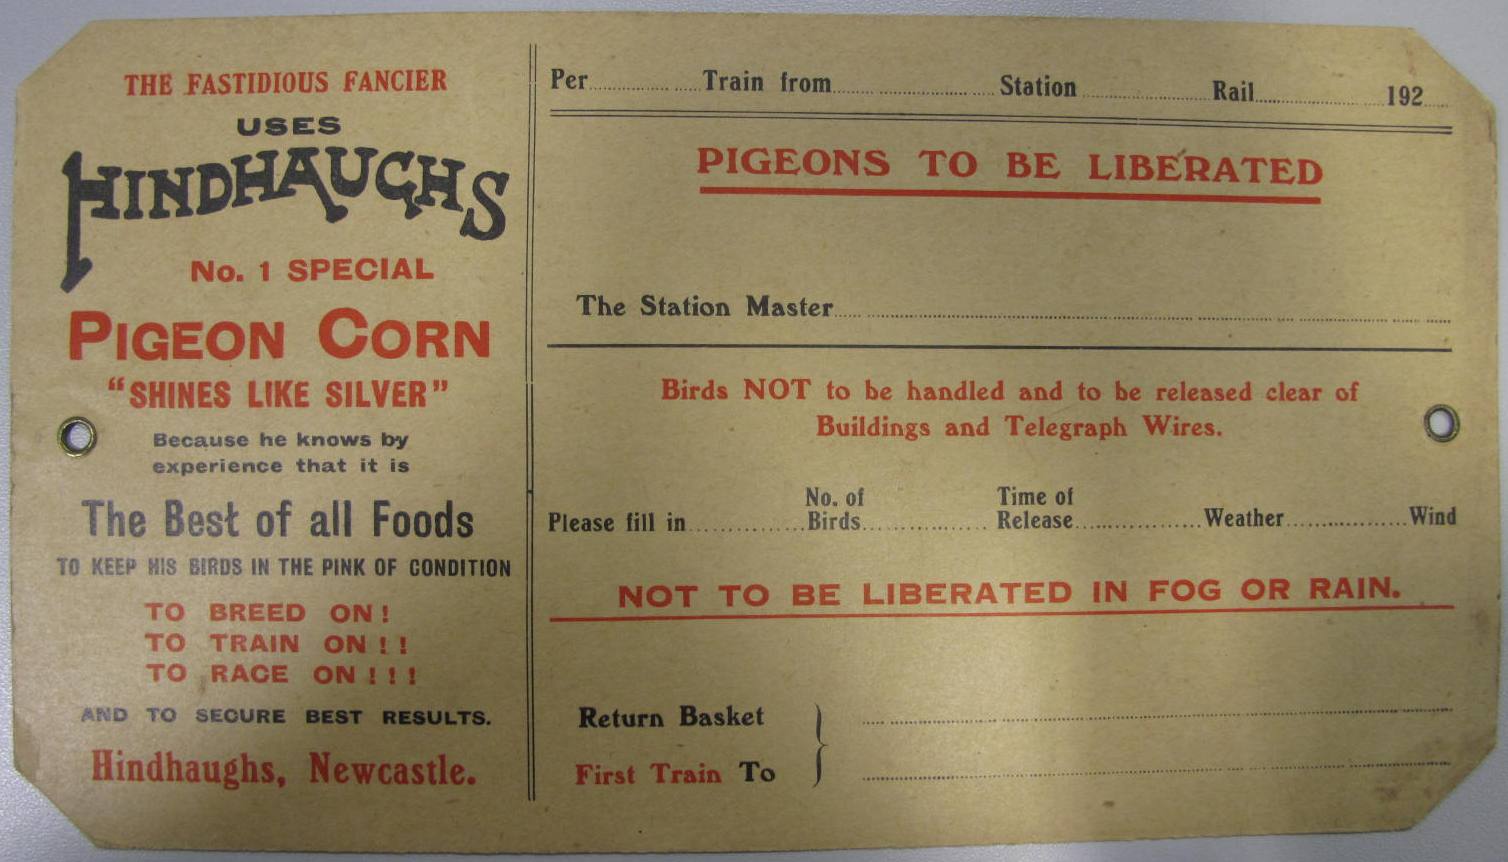 THE FASTIDIOUS FANCIER
USES
HINDHAUGHS
No. 1 SPECIAL
PIGEON CORN
"SHINES LIKE SILVER"
Because he knows by
experience that it is
The Best of all Foods
TO KEEP HIS BIRDS IN THE PINK OF CONDITION
TO BREED ON!
TO TRAIN ON!!
TO RACE ON!!!
AND TO SECURE BEST RESULTS.
Hindhaughs, Newcastle.
Per.................... Train from.............................. Station.................... Rail.................... 192.....
PIGEONS TO BE LIBERATED
The Station Master............................................................
Birds NOT to be handled and to be released clear of
Buildings and Telegraph Wires.
Please fill in............ No. of Birds............ Time of Release............ Weather............ Wind
NOT TO BE LIBERATED IN FOG OR RAIN.
Return Basket
First Train To